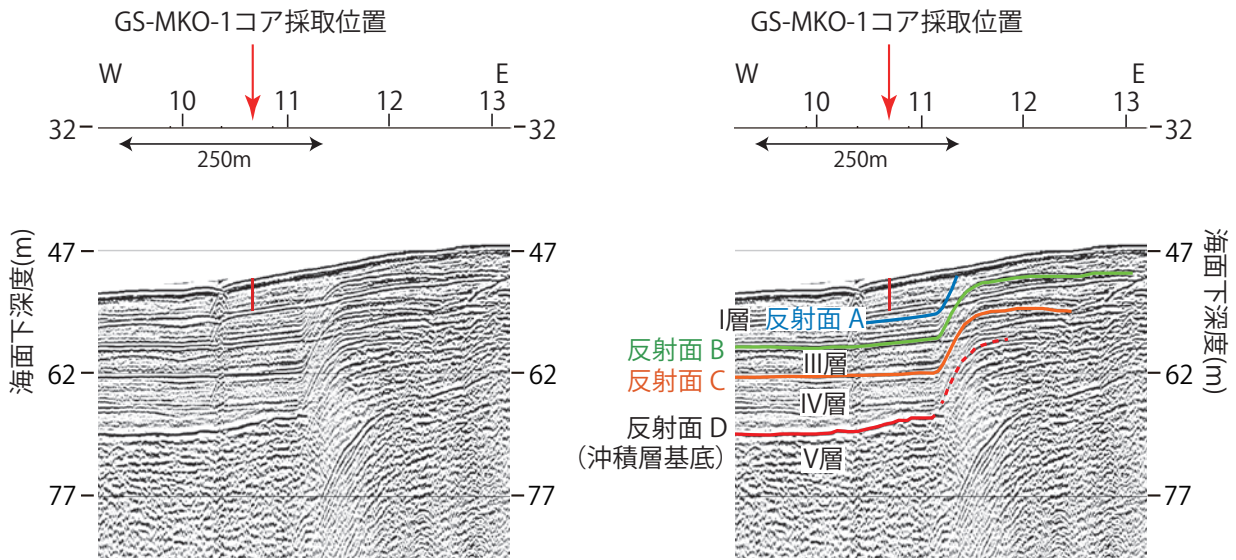 GS-MKO-1コア採取位置
W
E
10
11
12
13
32
32
250m
海面下深度(m)
47
47
62
62
77
77
GS-MKO-1コア採取位置
W
E
10
11
12
13
32
250m
47
I層
反射面 A
反射面 B
III層
反射面 C
62
IV層
反射面 D
(沖積層基底)
V層
77
海面下深度(m)